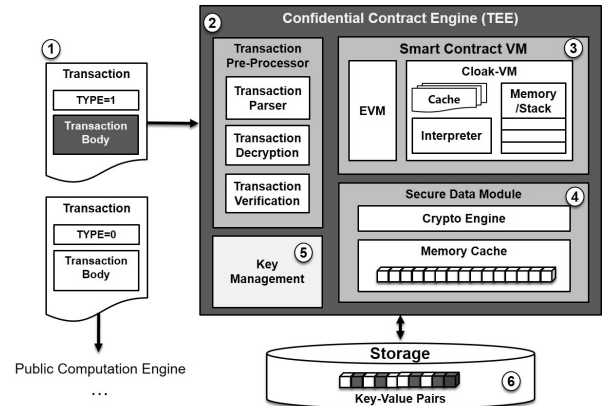 1
Transaction
TYPE=1
Transaction
Body
Transaction
TYPE=0
Transaction
Body
Public Computation Engine
...
Confidential Contract Engine (TEE)
2
Transaction
Pre-Processor
Transaction
Parser
Transaction
Decryption
Transaction
Verification
Smart Contract VM
3
EVM
Cloak-VM
Cache
Interpreter
Memory
/Stack
Secure Data Module
4
Crypto Engine
Memory Cache
5
Key
Management
Storage
6
Key-Value Pairs